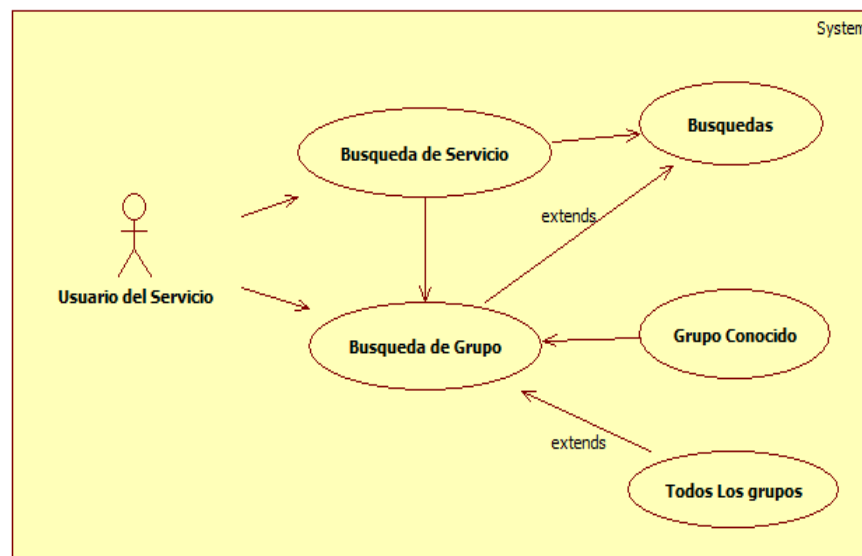 System
Busquedas
Busqueda de Servicio
extends
Usuario del Servicio
Busqueda de Grupo
Grupo Conocido
extends
Todos Los grupos